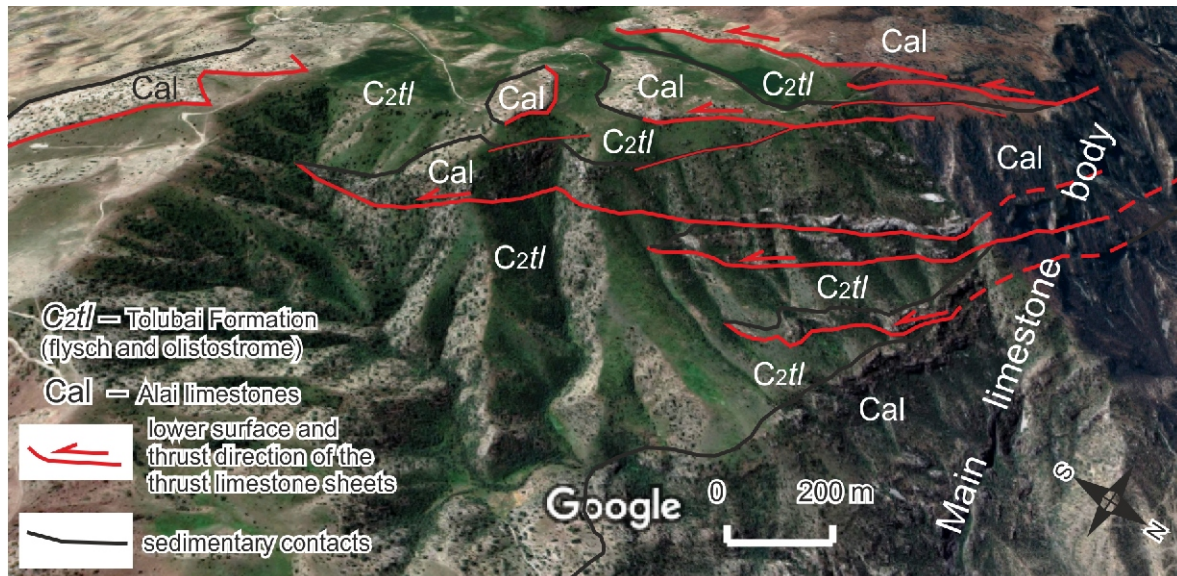 Cal
Cal
C2tl
Cal
Cal
Cal
C2tl
C2tl
Cal
Cal
C2tl
C2tl
C2tl
Cal
Main limestone body
C2tl – Tolubai Formation
(flysch and olistostrome)
Cal – Alai limestones
lower surface and
thrust direction of the
thrust limestone sheets
sedimentary contacts
Google
0 200 m
S
N